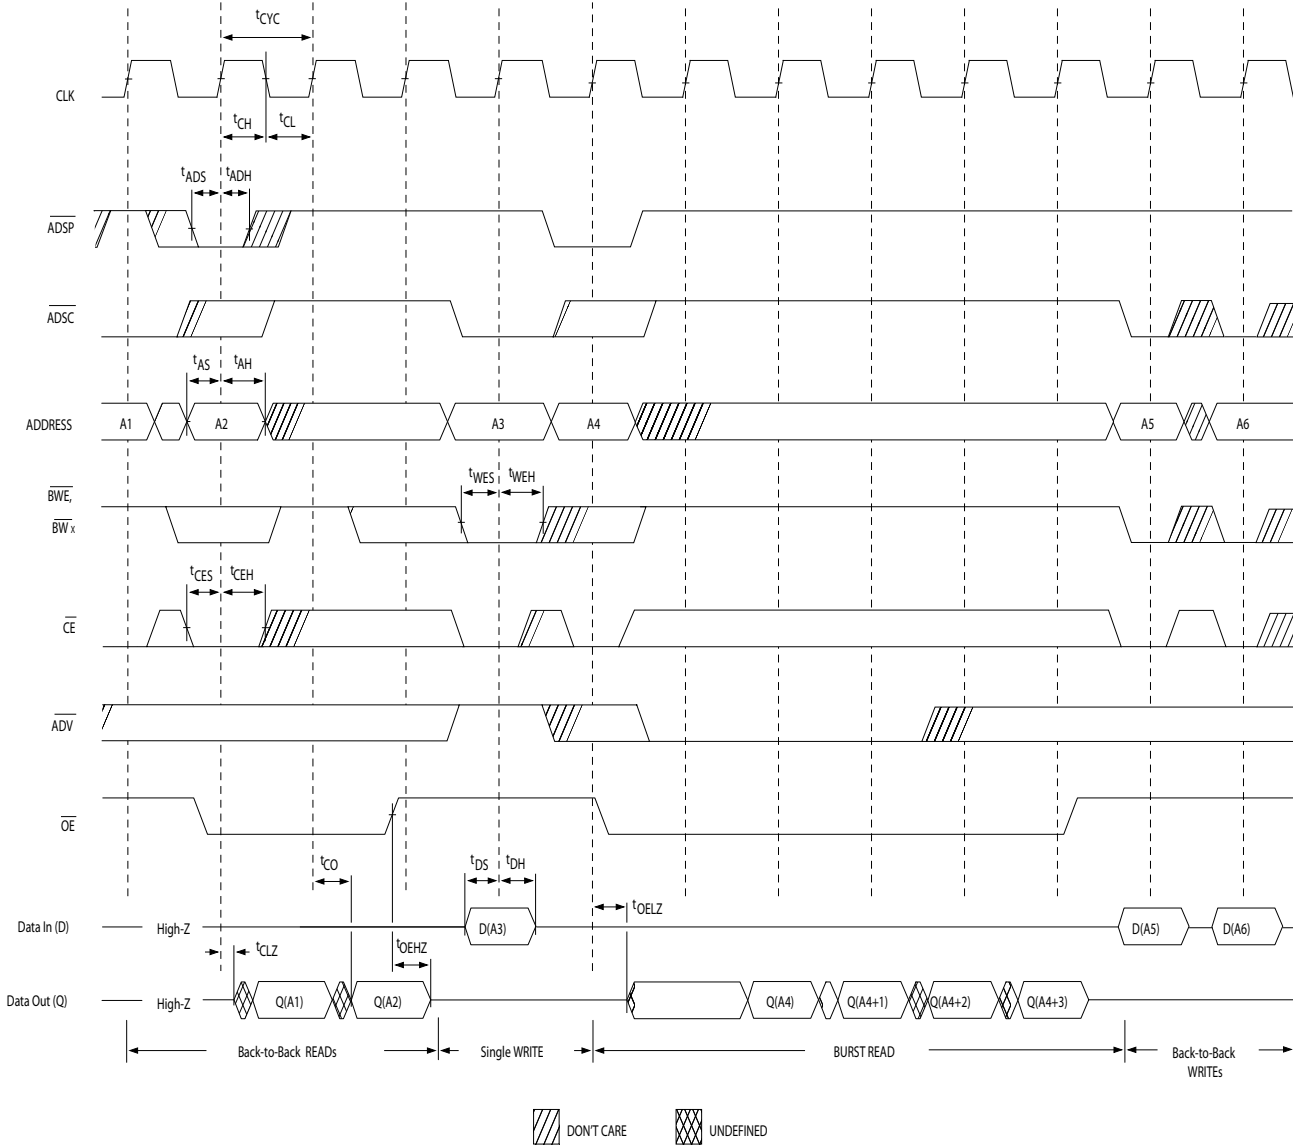 tCYC
CLK
tCH tCL
tADS tADH
ADSP
ADSC
tAS tAH
ADDRESS A1 A2 A3 A4 A5 A6
tWES tWEH
BWE,
BW x
tCES tCEH
CE
ADV
OE
tCO tDS tDH
tOELZ
Data In (D) High-Z D(A3) D(A5) D(A6)
tCLZ tOEHZ
Data Out (Q) High-Z Q(A1) Q(A2) Q(A4) Q(A4+1) Q(A4+2) Q(A4+3)
Back-to-Back READs Single WRITE BURST READ Back-to-Back
WRITEs
DON'T CARE UNDEFINED